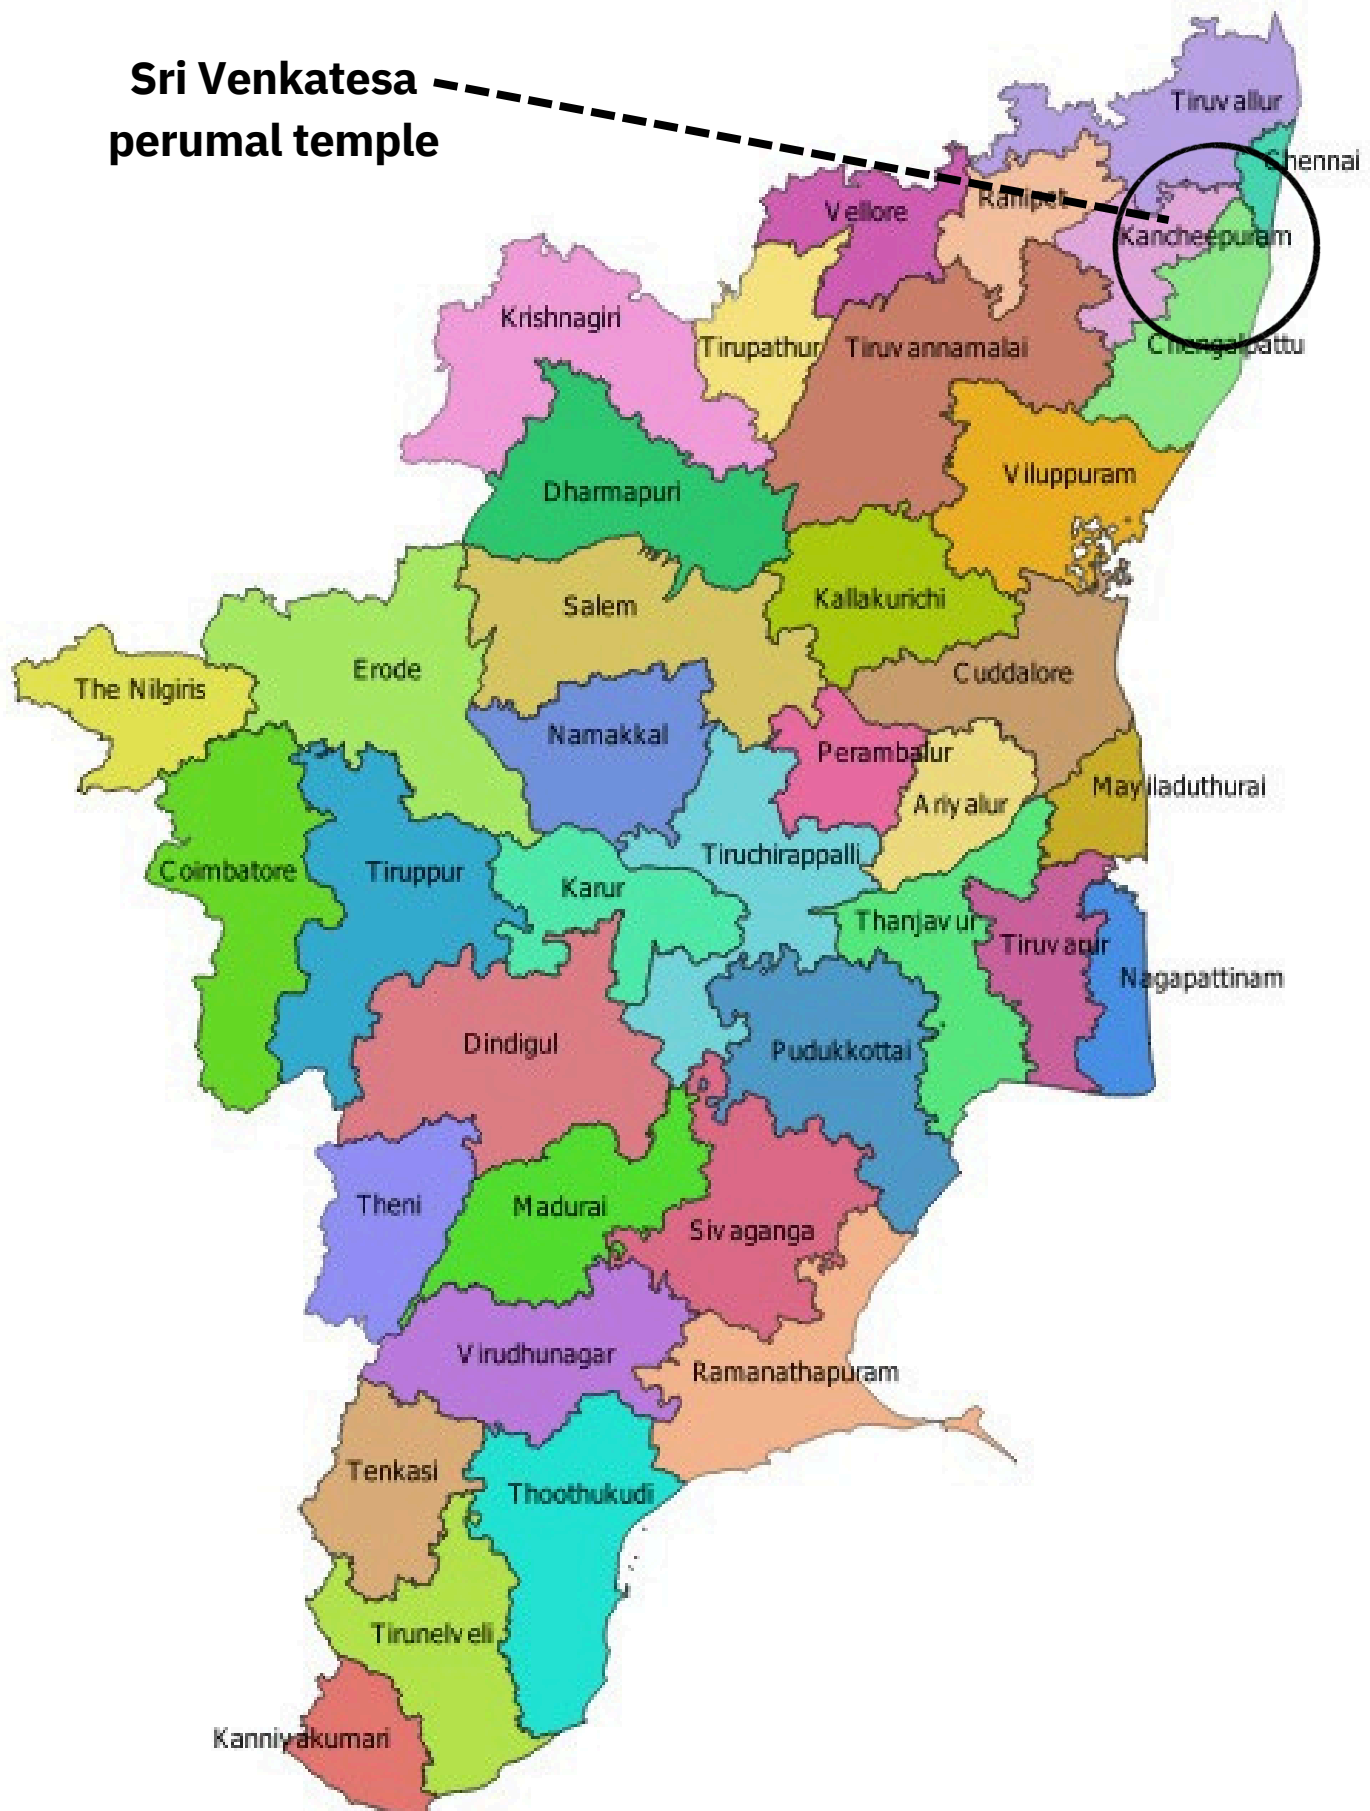 Sri Venkatesa
perumal temple
Tiruvallur
Chennai
Ranipet
Vellore
Kancheepuram
Krishnagiri
Tirupathur
Tiruvannamalai
Chengalpattu
Dharmapuri
Viluppuram
Salem
Kallakurichi
Erode
Cuddalore
The Nilgiris
Namakkal
Perambalur
Mayiladuthurai
Ariyalur
Tiruchirappalli
Coimbatore
Tiruppur
Karur
Thanjavur
Tiruvarur
Nagapattinam
Dindigul
Pudukkottai
Theni
Madurai
Sivaganga
Virudhunagar
Ramanathapuram
Tenkasi
Thoothukudi
Tirunelveli
Kanniyakumari